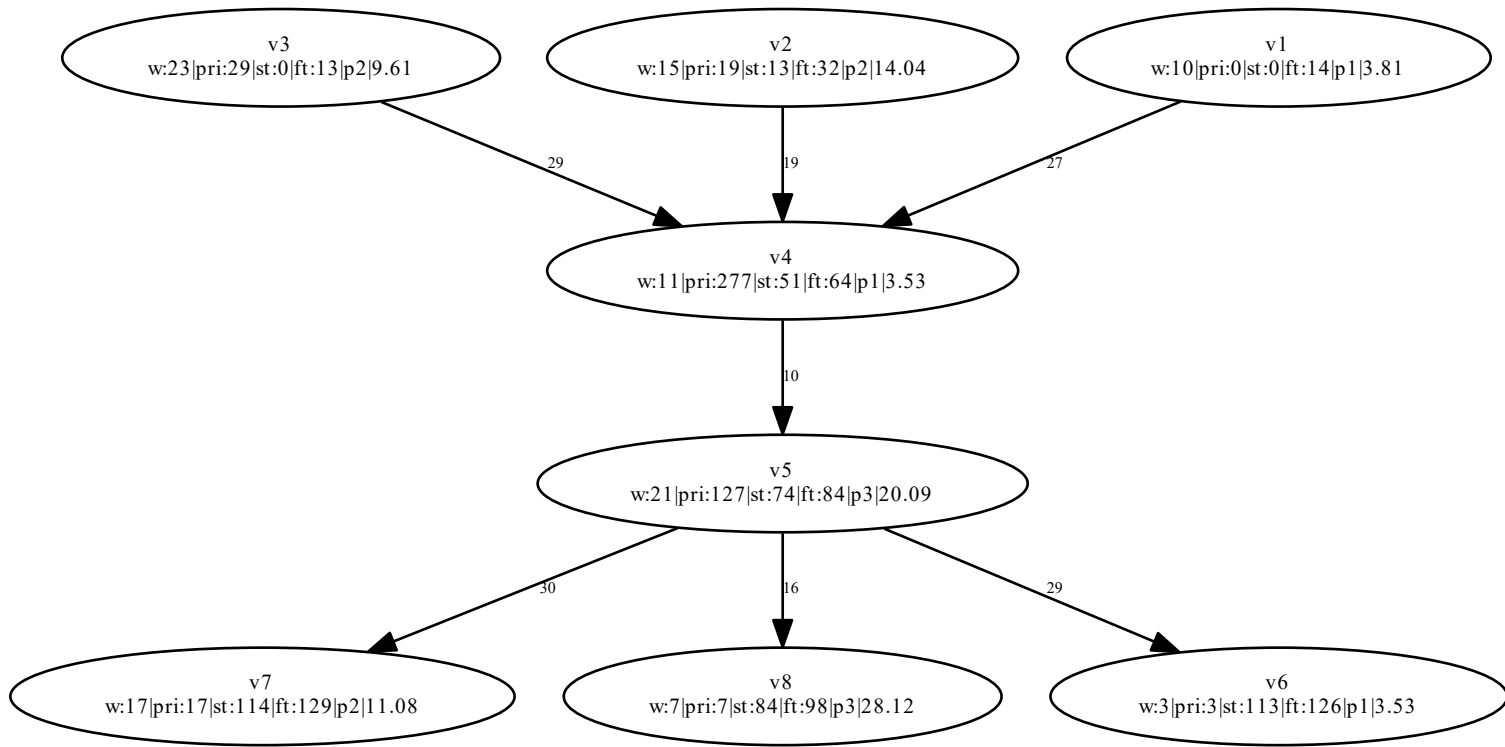 v3
w:23|pri:29|st:0|ft:13|p2|9.61
v2
w:15|pri:19|st:13|ft:32|p2|14.04
v1
w:10|pri:0|st:0|ft:14|p1|3.81
29
19
27
v4
w:11|pri:277|st:51|ft:64|p1|3.53
10
v5
w:21|pri:127|st:74|ft:84|p3|20.09
30
16
29
v7
w:17|pri:17|st:114|ft:129|p2|11.08
v8
w:7|pri:7|st:84|ft:98|p3|28.12
v6
w:3|pri:3|st:113|ft:126|p1|3.53